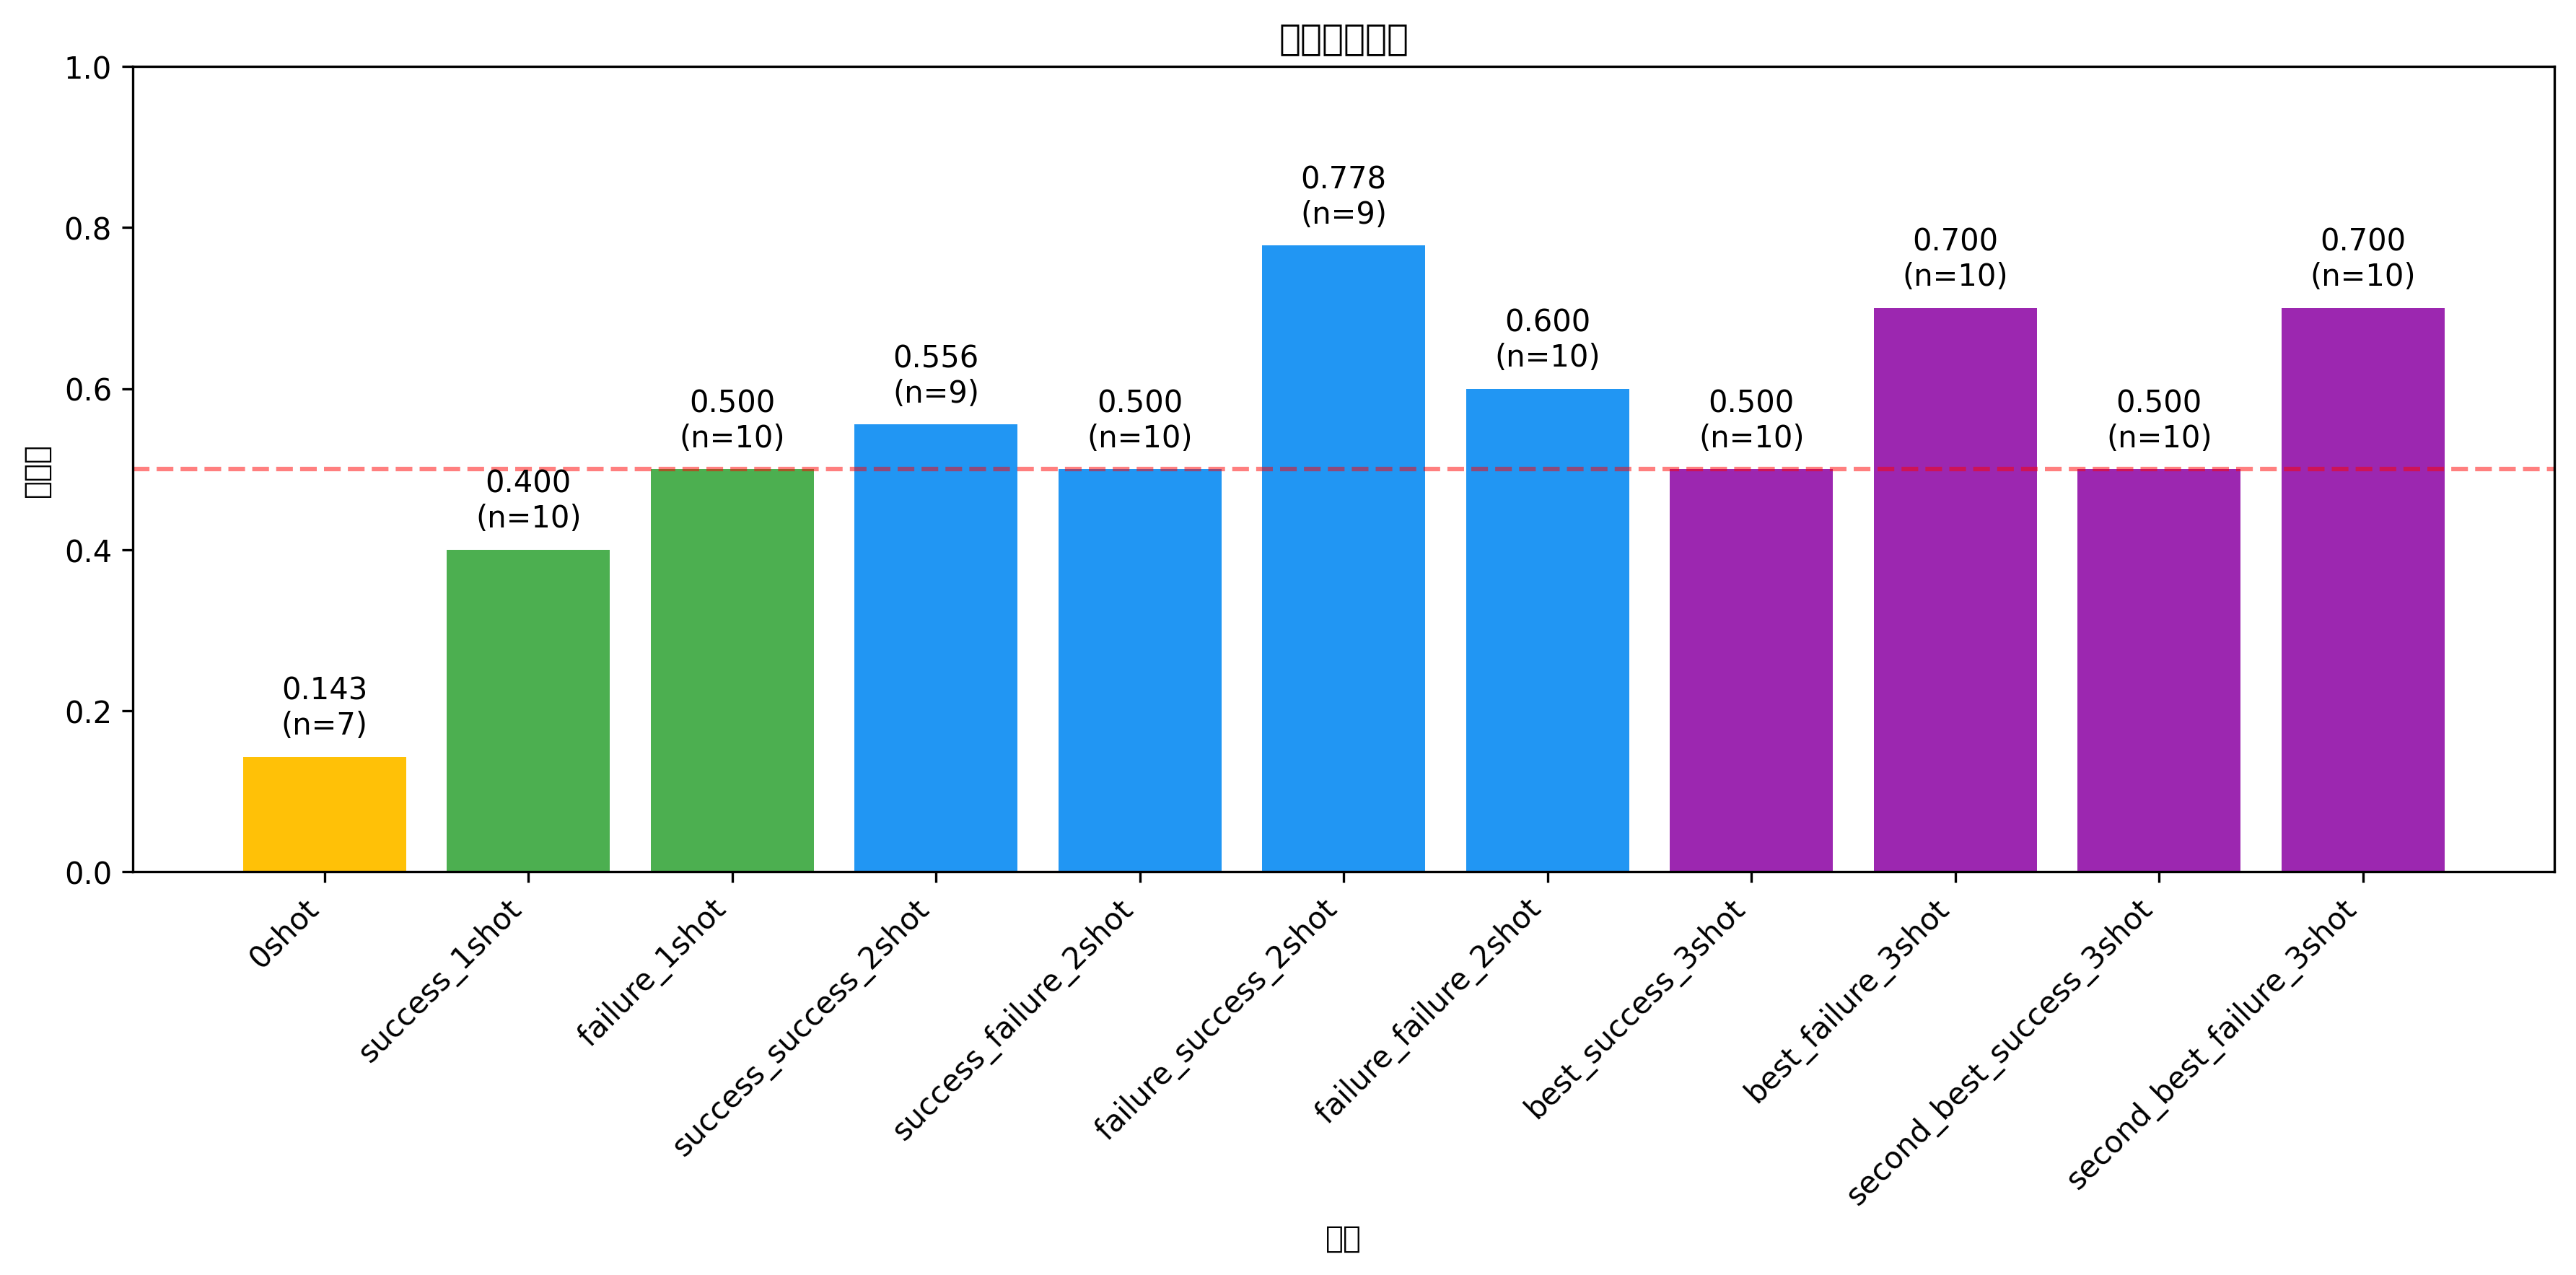 1.0
0.8
0.6
0.4
0.2
0.0
0.143
(n=7)
0.400
(n=10)
0.500
(n=10)
0.556
(n=9)
0.500
(n=10)
0.778
(n=9)
0.600
(n=10)
0.500
(n=10)
0.700
(n=10)
0.500
(n=10)
0.700
(n=10)
0shot
success_1shot
failure_1shot
success_success_2shot
success_failure_2shot
failure_success_2shot
failure_failure_2shot
best_success_3shot
best_failure_3shot
second_best_success_3shot
second_best_failure_3shot